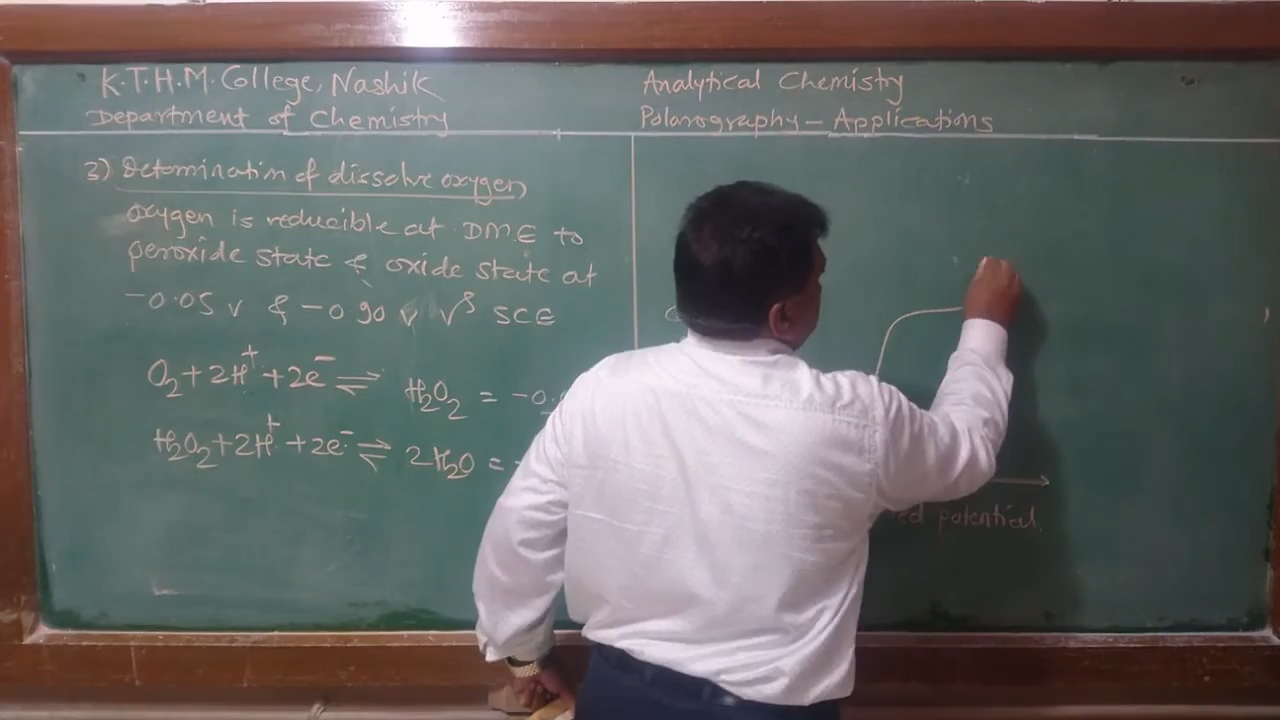 K.T.H.M. College, Nashik
Department of Chemistry
Analytical Chemistry
Polarography - Applications
3) Detomination of dissolve oxygen,
oxygen is reducible at DME to
peroxide state & oxide state at
-0.05 v & -0.90 v vs SCE
O₂ + 2H⁺ + 2e⁻ ⇌ H₂O₂ = -0.
H₂O₂ + 2H⁺ + 2e⁻ ⇌ 2H₂O = -
potential